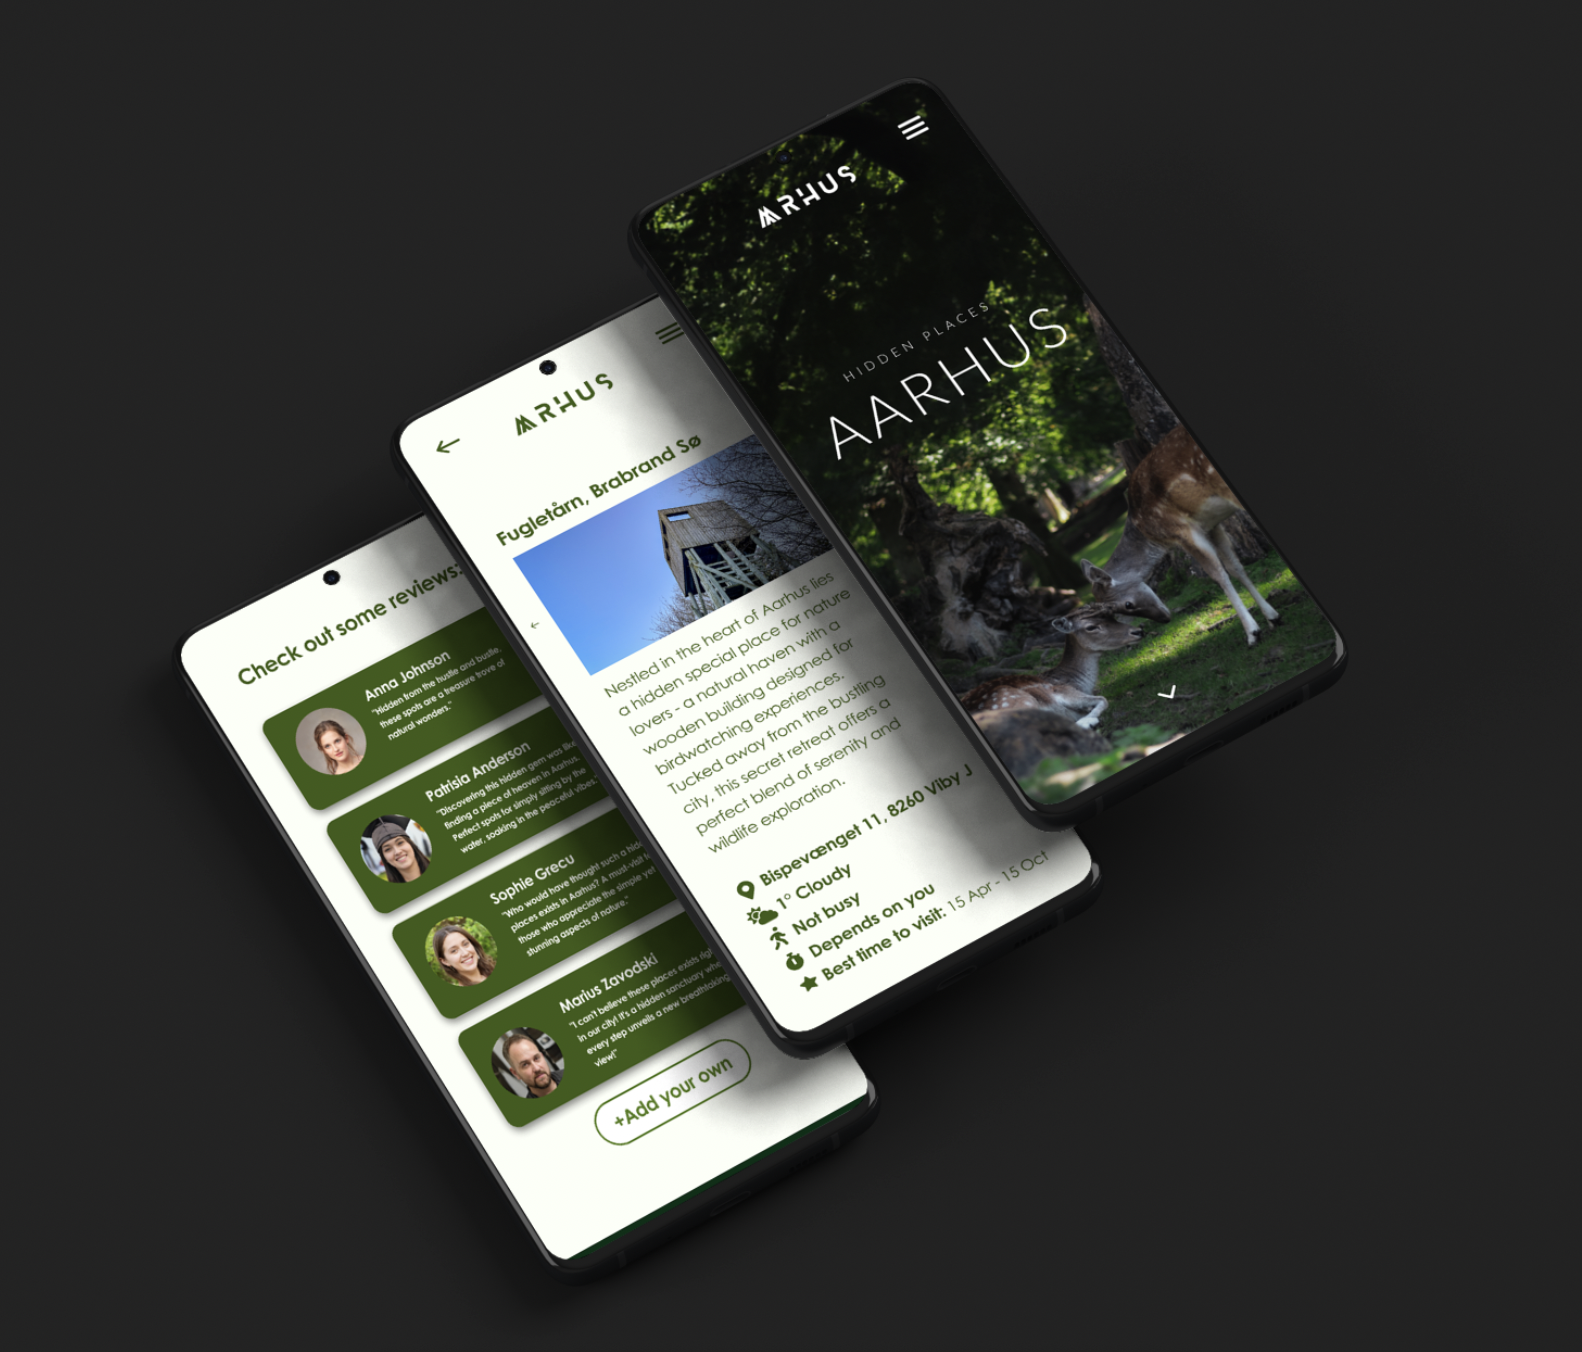 ARHUS
HIDDEN PLACES
AARHUS
ARHUS
Fugletårn, Brabrand Sø
Nestled in the heart of Aarhus lies
a hidden special place for nature
lovers - a natural haven with a
wooden building designed for
birdwatching experiences.
Tucked away from the bustling
city, this secret retreat offers a
perfect blend of serenity and
wildlife exploration.
Bispevænget 11, 8260 Viby J
1° Cloudy
Not busy
Depends on you
Best time to visit: 15 Apr - 15 Oct
Check out some reviews:
Anna Johnson
"Hidden from the hustle and bustle,
these spots are a treasure trove of
natural wonders."
Patrisia Anderson
"Discovering this hidden gem was like
finding a piece of heaven in Aarhus.
Perfect spots for simply sitting by the
water, soaking in the peaceful vibes."
Sophie Grecu
"Who would have thought such a
places exists in Aarhus? A must-visit
those who appreciate the simple yet
stunning aspects of nature."
Marius Zavodski
"I can't believe these places exists
in our city! It's a hidden sanctuary
every step unveils a new breathtaking
view!"
+Add your own